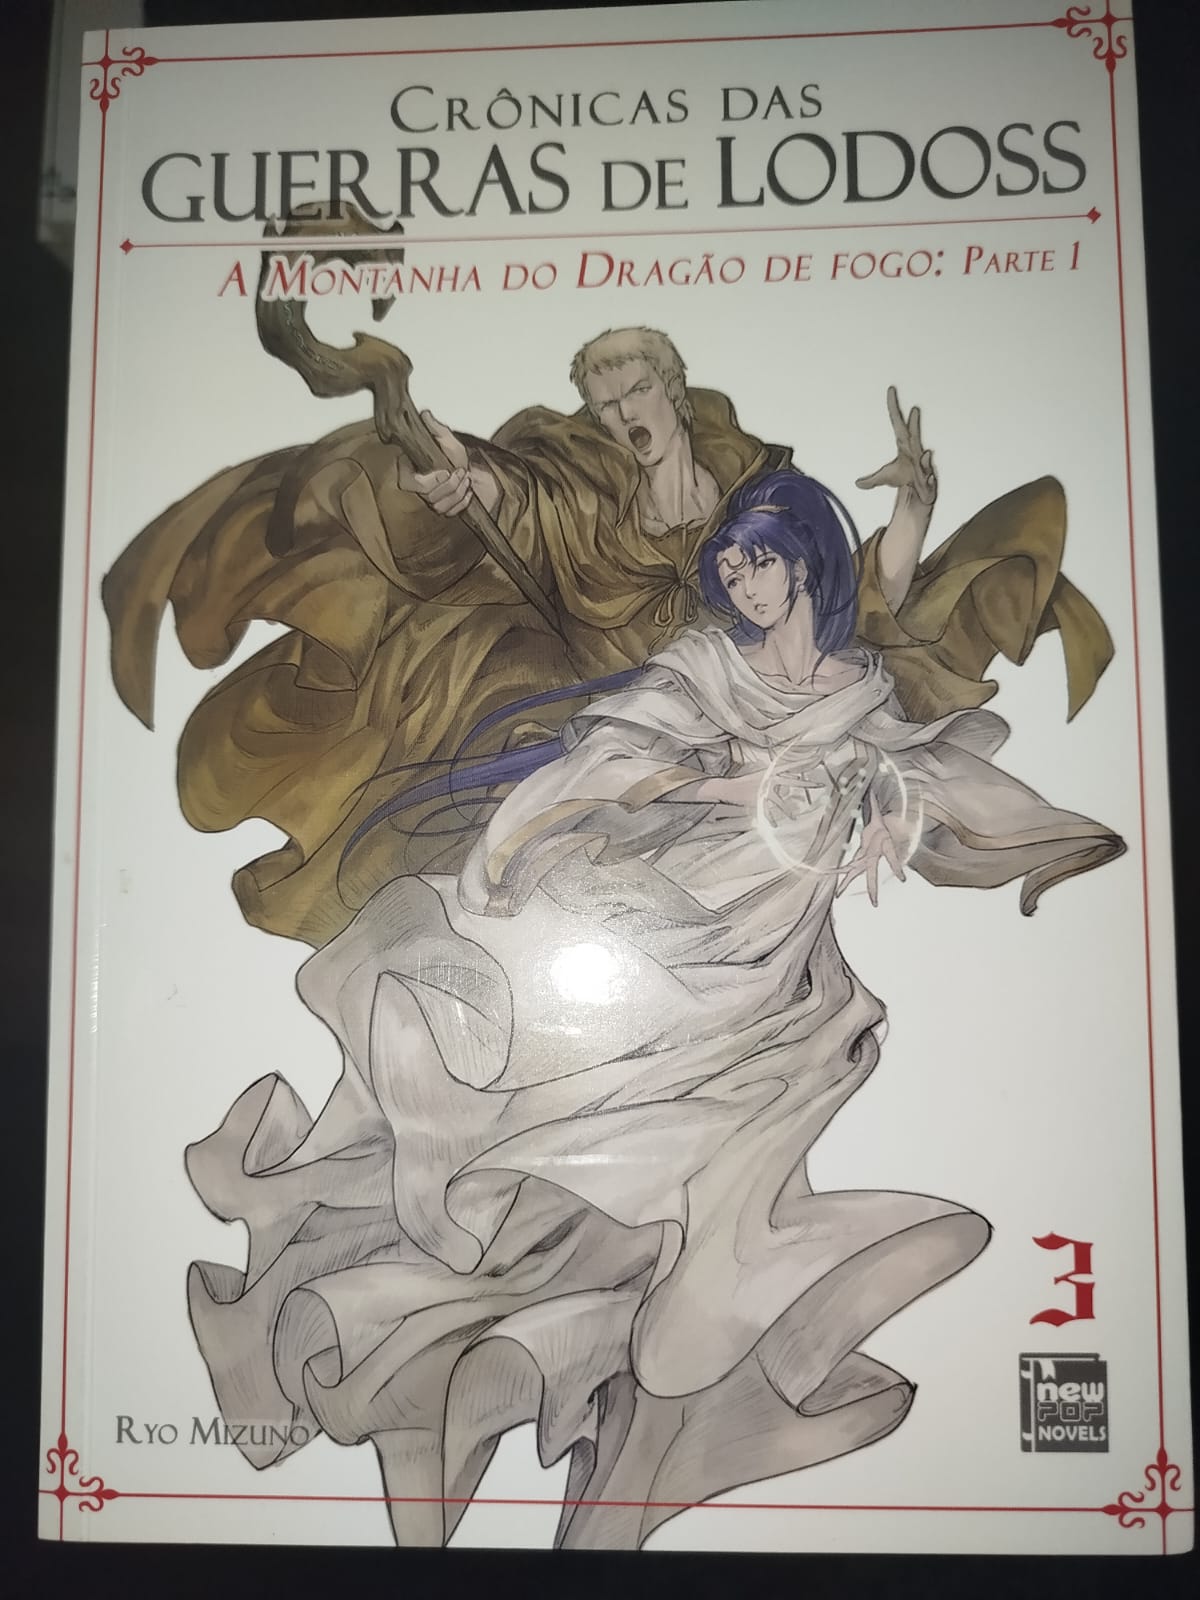 CRÔNICAS DAS
GUERRAS DE LODOSS
A MONTANHA DO DRAGÃO DE FOGO: PARTE 1
3
new
POP
NOVELS
RYO MIZUNO